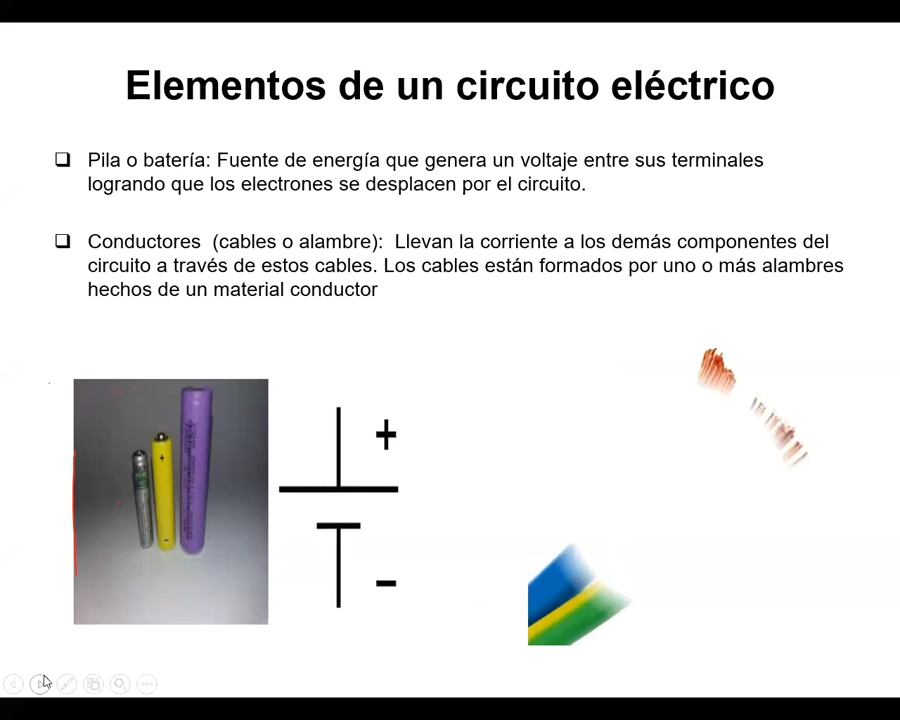 Elementos de un circuito eléctrico
Pila o batería: Fuente de energía que genera un voltaje entre sus terminales
logrando que los electrones se desplacen por el circuito.
Conductores (cables o alambre): Llevan la corriente a los demás componentes del
circuito a través de estos cables. Los cables están formados por uno o más alambres
hechos de un material conductor
+
-
+
-